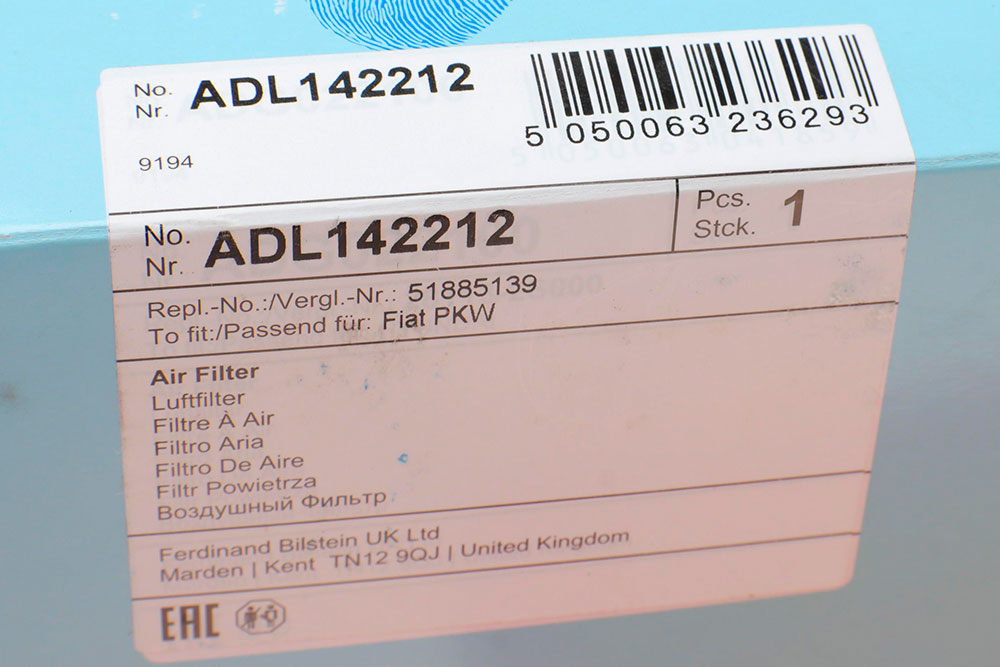 No.
Nr. ADL142212
9194
5 050063 236293
No.
Nr. ADL142212
Pcs.
Stck. 1
Repl.-No.:/Vergl.-Nr.: 51885139
To fit:/Passend für: Fiat PKW
Air Filter
Luftfilter
Filtre À Air
Filtro Aria
Filtro De Aire
Filtr Powietrza
Воздушный Фильтр
Ferdinand Bilstein UK Ltd
Marden | Kent TN12 9QJ | United Kingdom
EAC